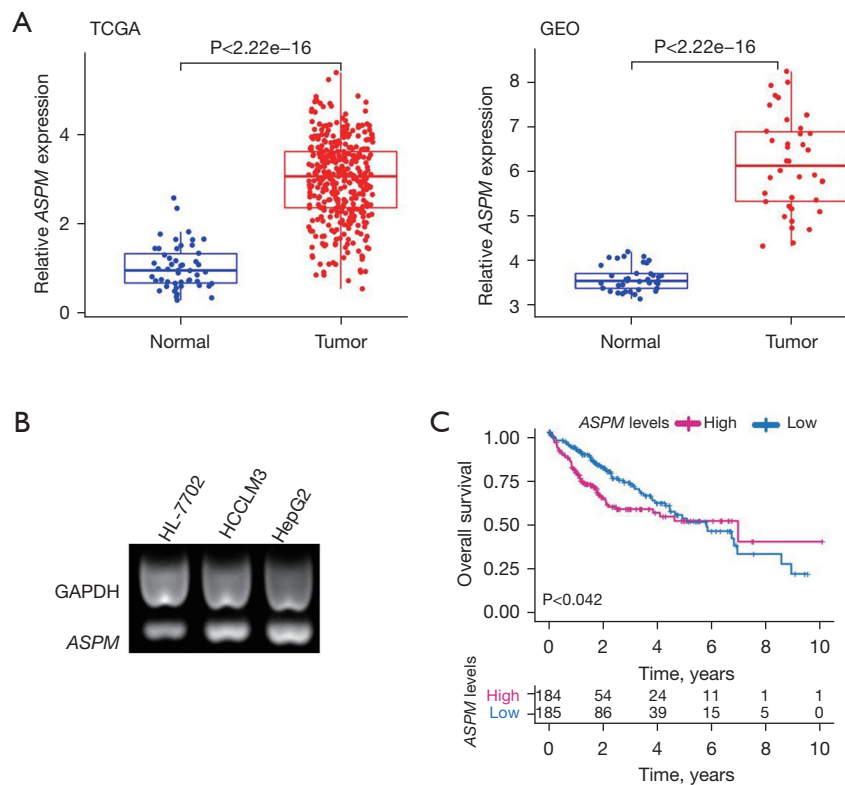 A
TCGA
P<2.22e−16
Relative ASPM expression
4
2
0
Normal
Tumor
GEO
P<2.22e−16
Relative ASPM expression
8
7
6
5
4
3
Normal
Tumor
B
HL-7702
HCCLM3
HepG2
GAPDH
ASPM
C
ASPM levels High Low
Overall survival
1.00
0.75
0.50
0.25
0.00
P<0.042
0 2 4 6 8 10
Time, years
ASPM levels
High 184 54 24 11 1 1
Low 185 86 39 15 5 0
0 2 4 6 8 10
Time, years